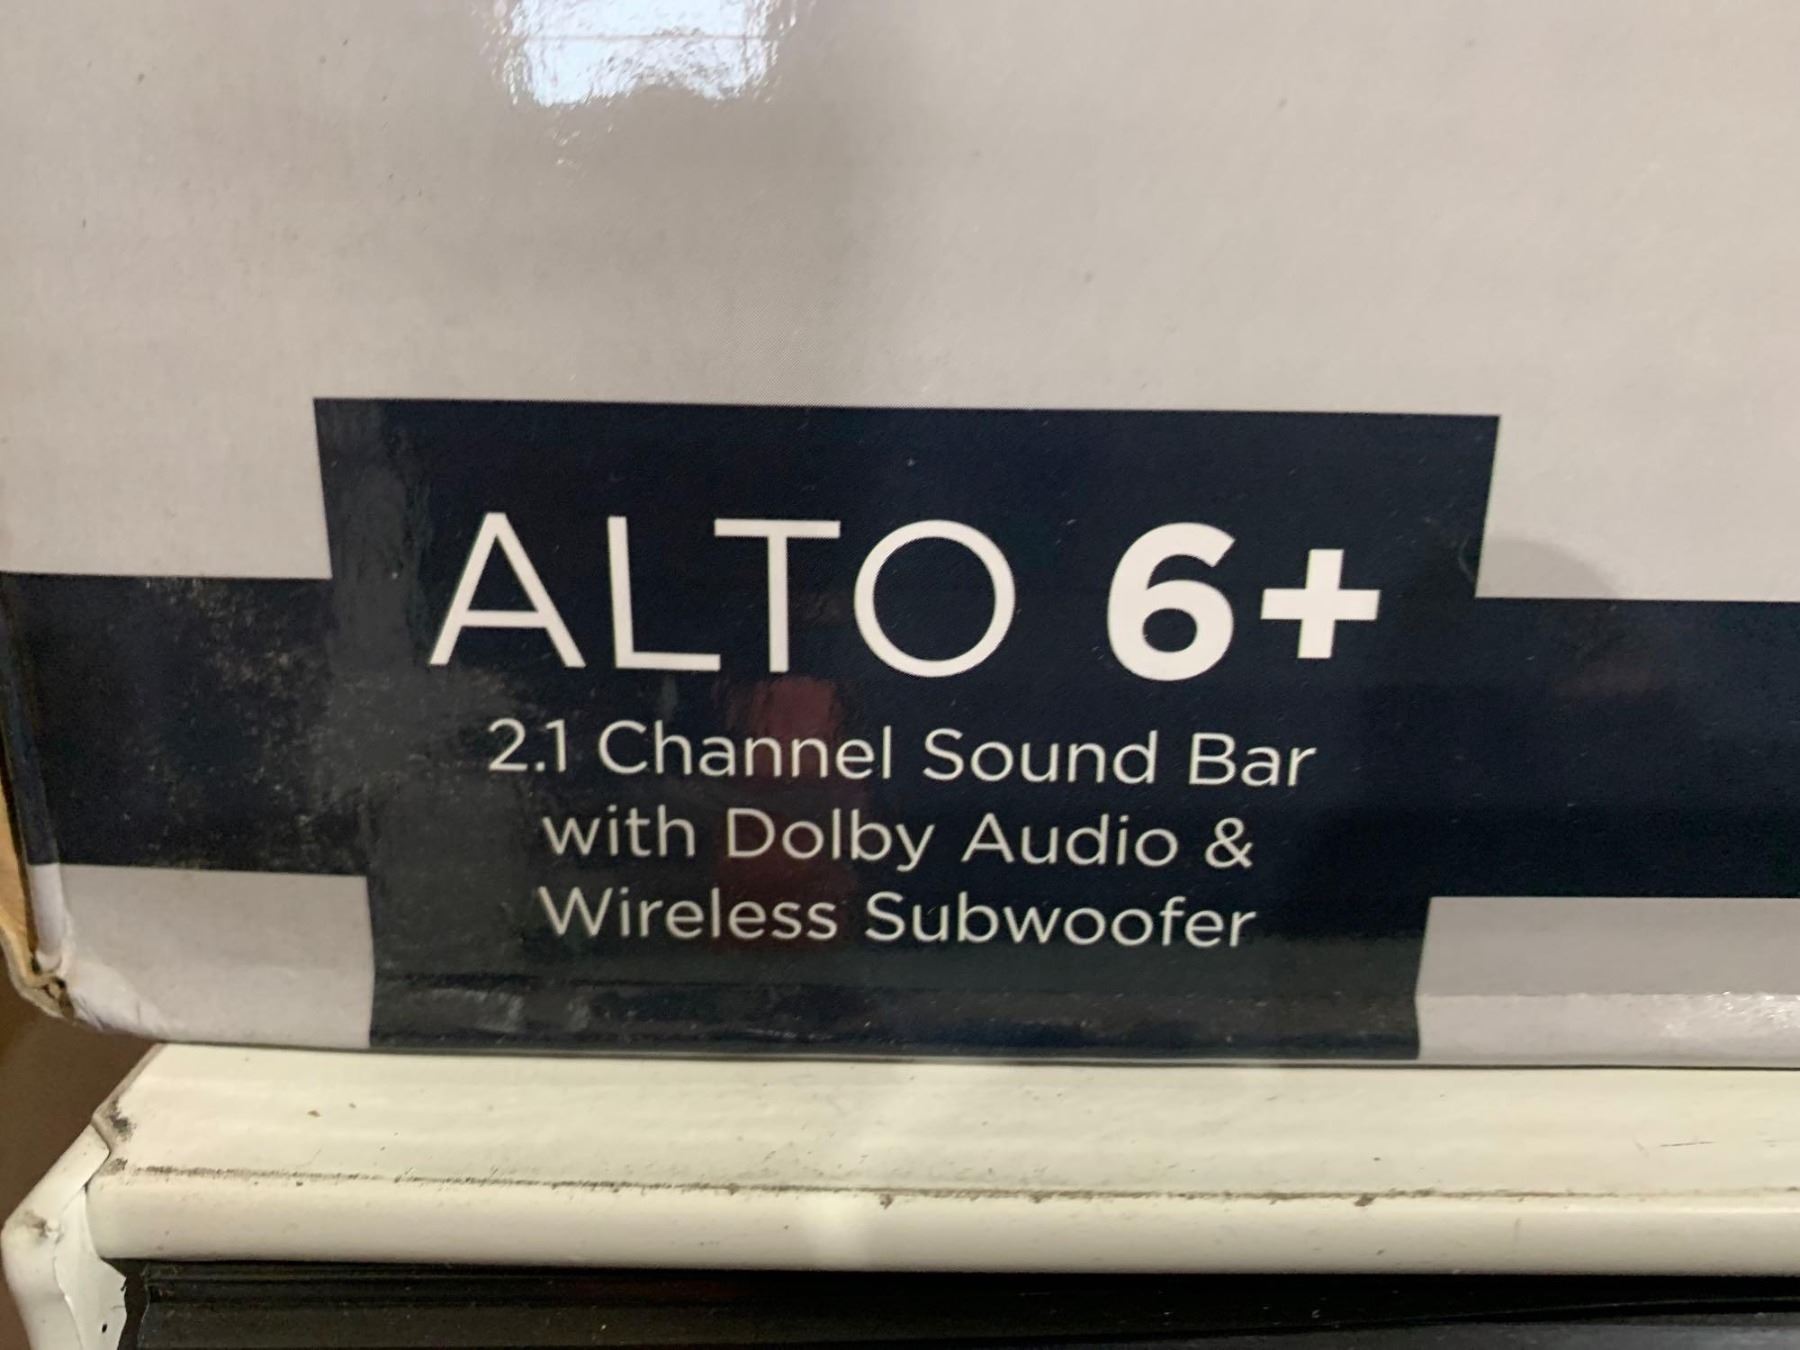 ALTO 6+
2.1 Channel Sound Bar
with Dolby Audio &
Wireless Subwoofer